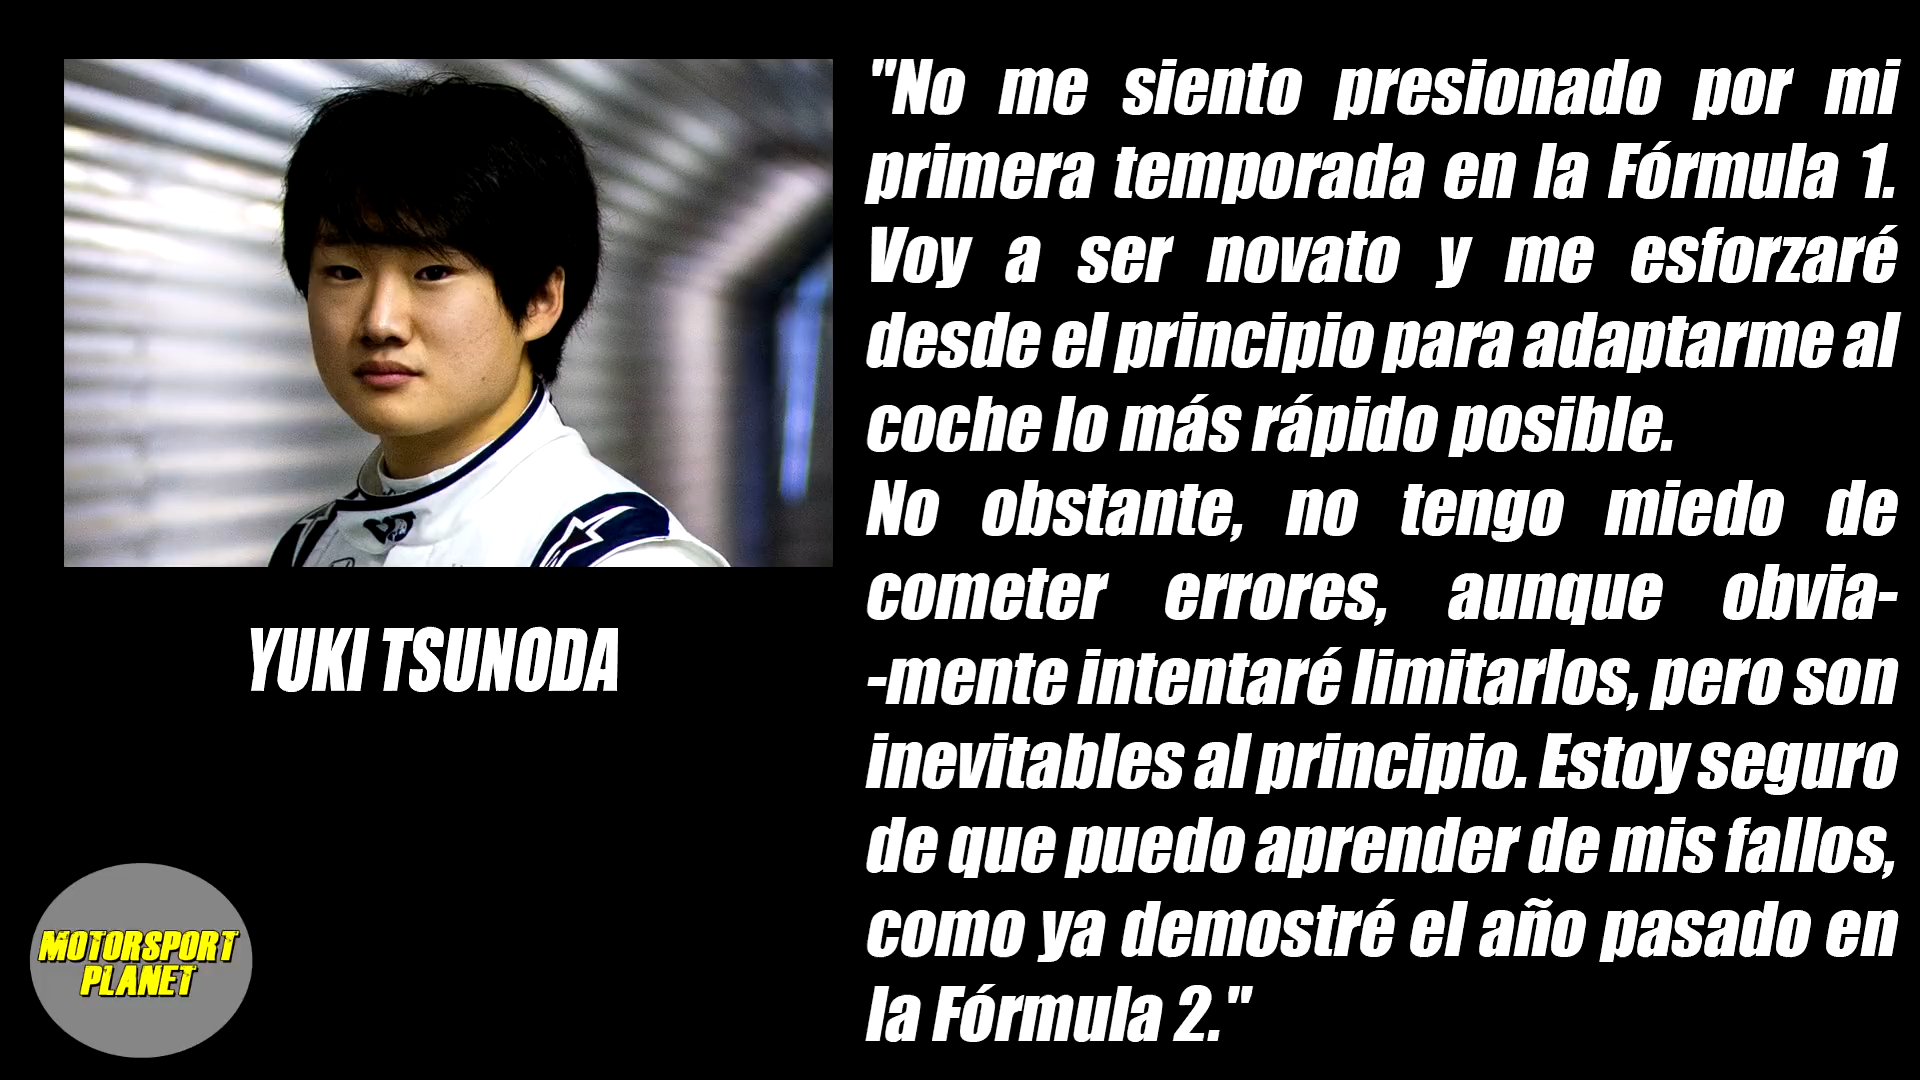 "No me siento presionado por mi
primera temporada en la Fórmula 1.
Voy a ser novato y me esforzaré
desde el principio para adaptarme al
coche lo más rápido posible.
No obstante, no tengo miedo de
cometer errores, aunque obvia-
-mente intentaré limitarlos, pero son
inevitables al principio. Estoy seguro
de que puedo aprender de mis fallos,
como ya demostré el año pasado en
la Fórmula 2."
YUKI TSUNODA
MOTORSPORT
PLANET